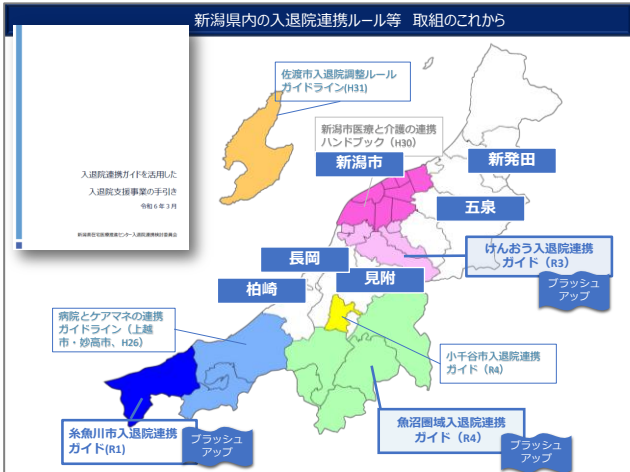 新潟県内の入退院連携ルール等　取組のこれから
入退院連携ガイドを活用した
入退院支援事業の手引き
令和6年3月
新潟県在宅医療推進センター入退院連携検討委員会
佐渡市入退院調整ルール
ガイドライン(H31)
新潟市医療と介護の連携
ハンドブック（H30）
新潟市
新発田
五泉
けんおう入退院連携
ガイド（R3）
ブラッシュ
アップ
長岡
見附
柏崎
病院とケアマネの連携
ガイドライン（上越
市・妙高市、H26）
小千谷市入退院連携
ガイド（R4）
糸魚川市入退院連携
ガイド(R1)
ブラッシュ
アップ
魚沼圏域入退院連携
ガイド（R4）
ブラッシュ
アップ